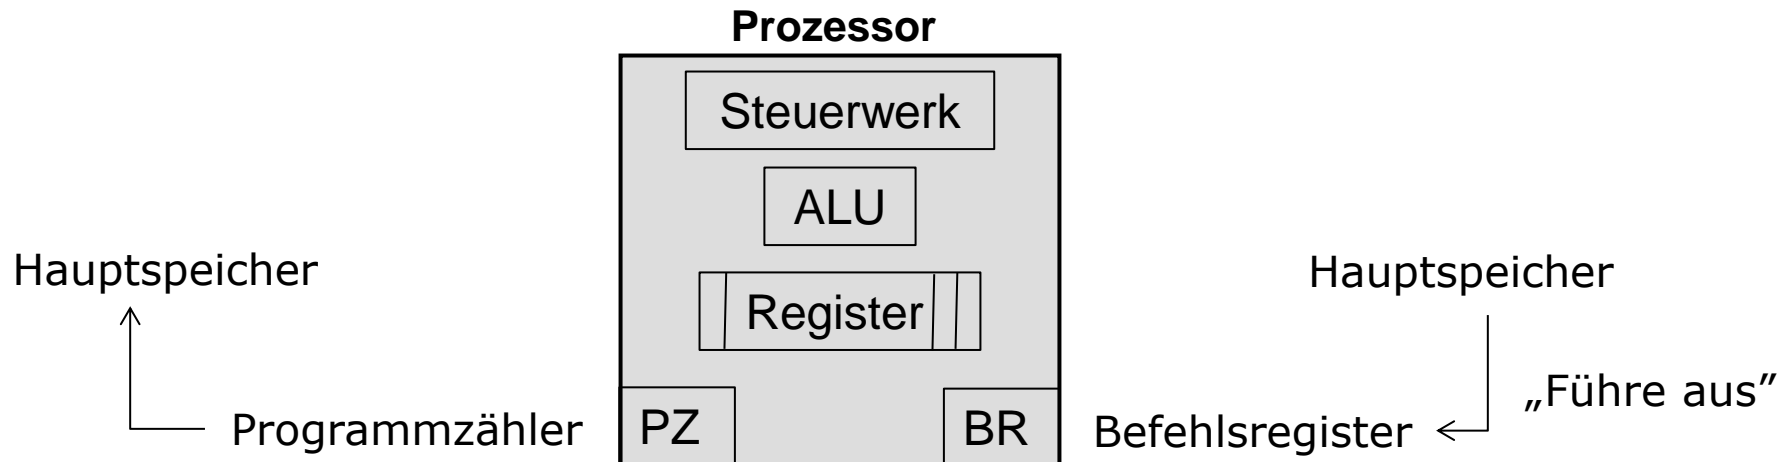 Prozessor
Steuerwerk
ALU
Hauptspeicher
Hauptspeicher
Register
„Führe aus”
Programmzähler
PZ
BR
Befehlsregister